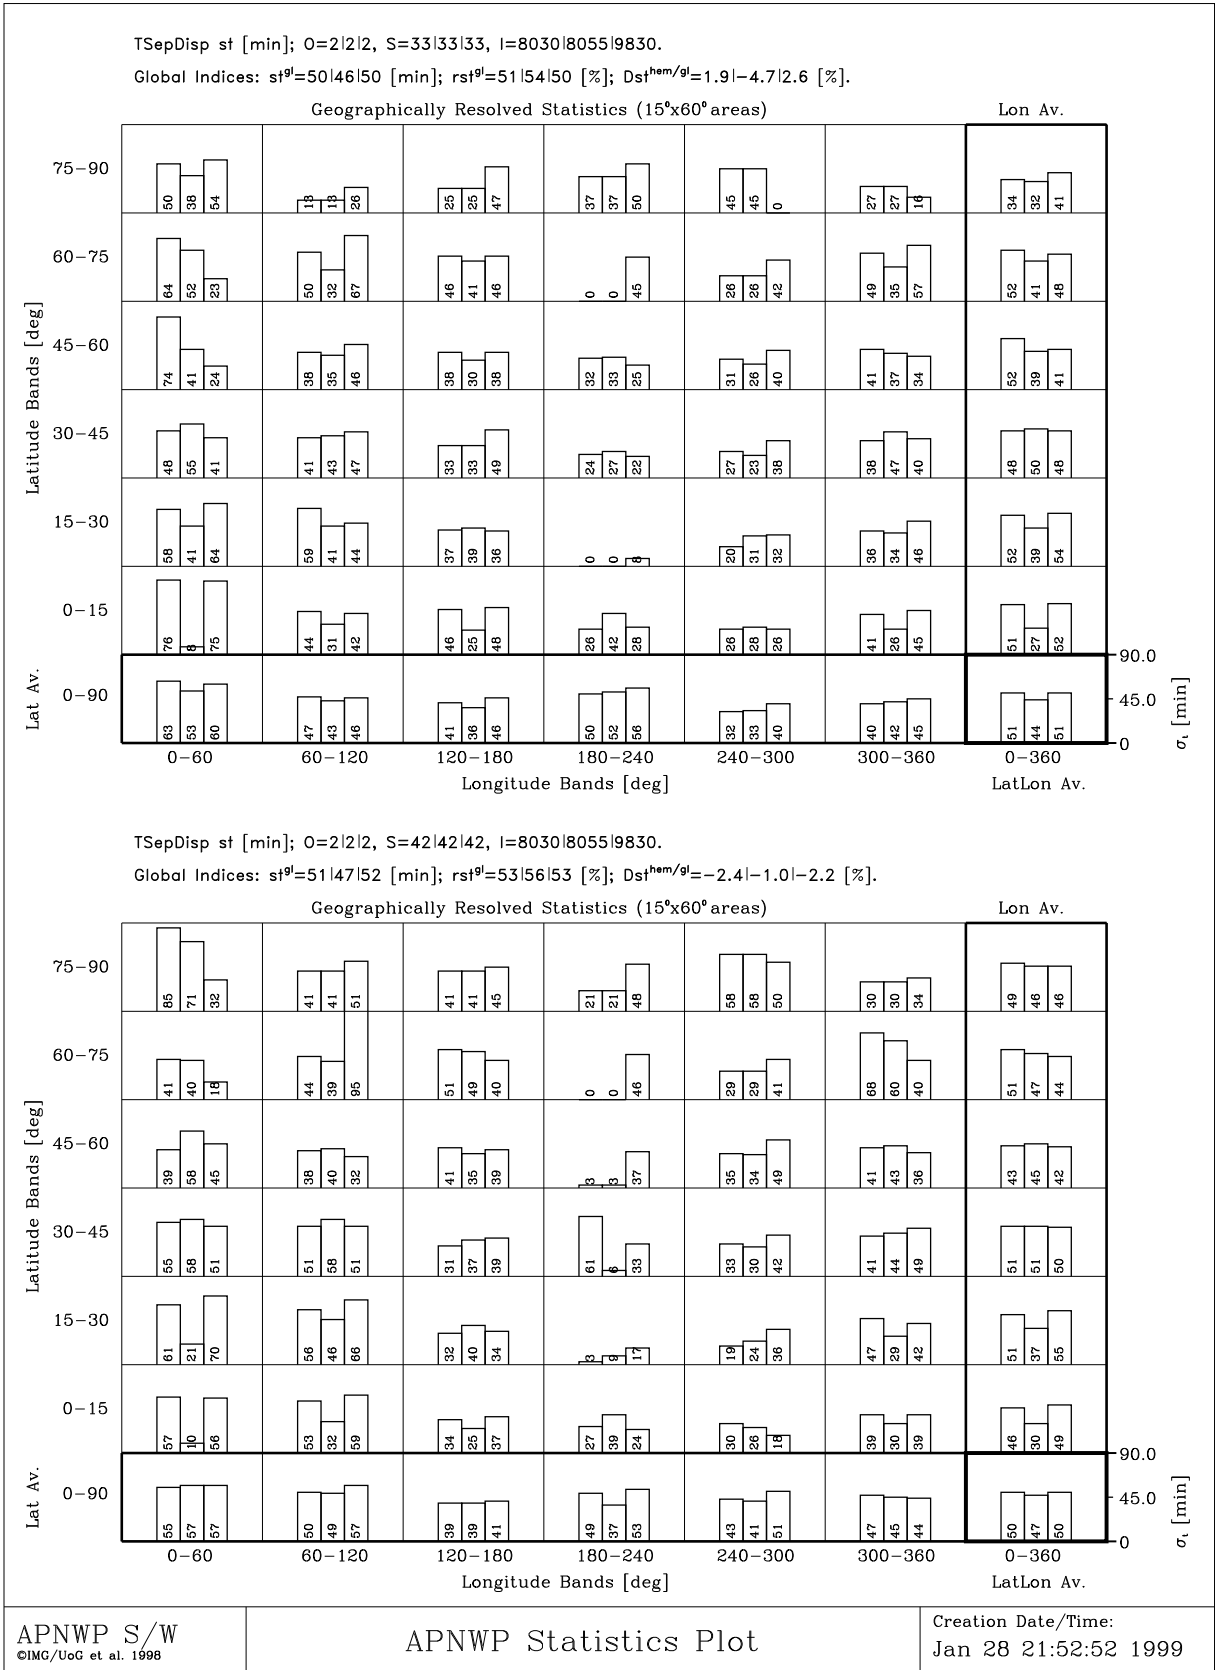 TSepDisp st [min]; O=2|2|2, S=33|33|33, I=8030|8055|9830.
Global Indices: st^gl=50|46|50 [min]; rst^gl=51|54|50 [%]; Dst^hem/gl=1.9|−4.7|2.6 [%].
Geographically Resolved Statistics (15°x60° areas) Lon Av.
75−90 50 38 54 13 13 26 25 25 47 37 37 50 45 45 0 27 27 16 34 32 41
60−75 64 52 23 50 32 67 46 41 46 0 0 45 26 26 42 49 35 57 52 41 48
45−60 74 41 24 38 35 46 38 30 38 32 33 25 31 26 40 41 37 34 52 39 41
30−45 48 55 41 41 43 47 33 33 49 24 27 22 27 23 38 38 47 40 48 50 48
15−30 58 41 64 59 41 44 37 39 36 0 0 8 20 31 32 36 34 46 52 39 54
0−15 76 8 75 44 31 42 46 25 48 26 42 28 26 28 26 41 26 45 51 27 52
0−90 63 53 60 47 43 46 41 36 46 50 52 56 32 33 40 40 42 45 51 44 51
Latitude Bands [deg]
Lat Av.
90.0
45.0
0
σι [min]
0−60 60−120 120−180 180−240 240−300 300−360 0−360
Longitude Bands [deg] LatLon Av.
TSepDisp st [min]; O=2|2|2, S=42|42|42, I=8030|8055|9830.
Global Indices: st^gl=51|47|52 [min]; rst^gl=53|56|53 [%]; Dst^hem/gl=−2.4|−1.0|−2.2 [%].
Geographically Resolved Statistics (15°x60° areas) Lon Av.
75−90 85 71 32 41 41 51 41 41 45 21 21 48 58 58 50 30 30 34 49 46 46
60−75 41 40 18 44 39 95 51 49 40 0 0 46 29 29 41 68 60 40 51 47 44
45−60 39 58 45 38 40 32 41 35 39 3 3 37 35 34 49 41 43 36 43 45 42
30−45 55 58 51 51 58 51 31 37 39 61 6 33 33 30 42 41 44 49 51 51 50
15−30 61 21 70 56 46 66 32 40 34 3 9 17 19 24 36 47 29 42 51 37 55
0−15 57 10 56 53 32 59 34 25 37 27 39 24 30 26 18 39 30 39 46 30 49
0−90 55 57 57 50 49 57 39 39 41 49 37 53 43 41 51 47 45 44 50 47 50
Latitude Bands [deg]
Lat Av.
90.0
45.0
0
σι [min]
0−60 60−120 120−180 180−240 240−300 300−360 0−360
Longitude Bands [deg] LatLon Av.
APNWP S/W
©IMG/UoG et al. 1998
APNWP Statistics Plot
Creation Date/Time:
Jan 28 21:52:52 1999